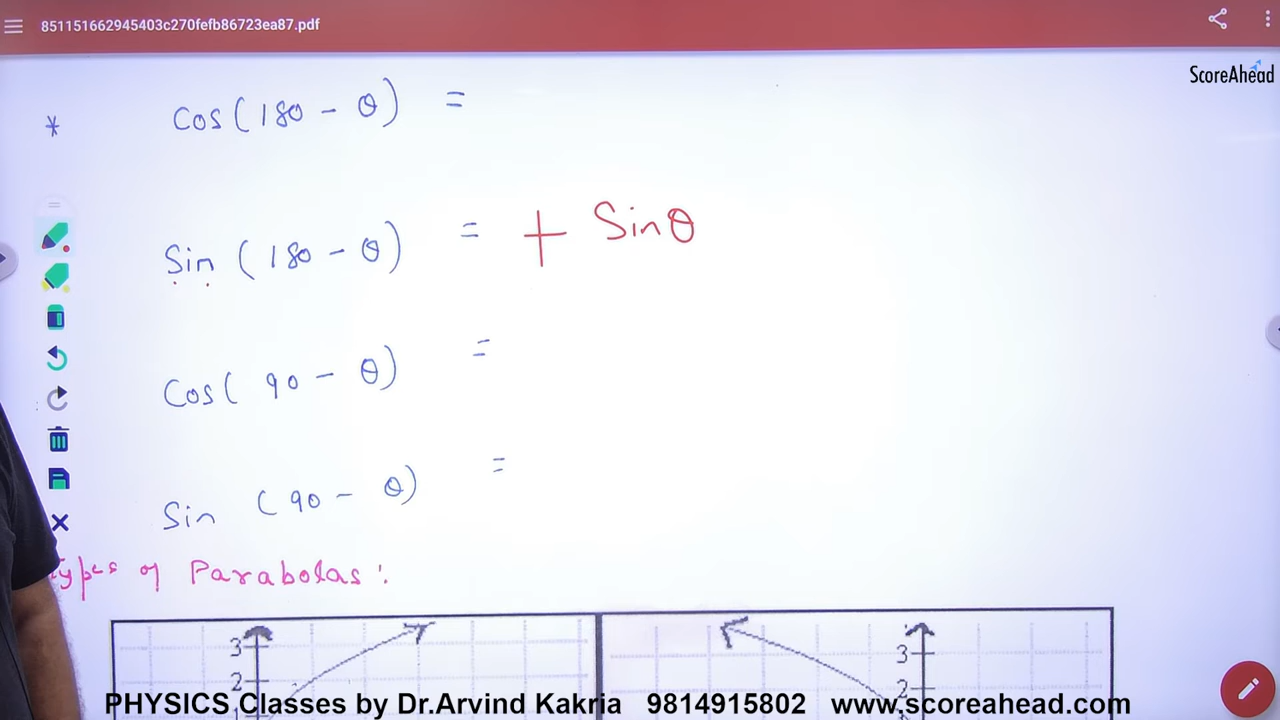 851151662945403c270fefb86723ea87.pdf
ScoreAhead
* Cos(180 - θ) =
Sin (180 - θ) = + Sinθ
Cos( 90 - θ) =
Sin (90 - θ) =
Types of Parabolas:
3 3
2 2
PHYSICS Classes by Dr.Arvind Kakria 9814915802 www.scoreahead.com